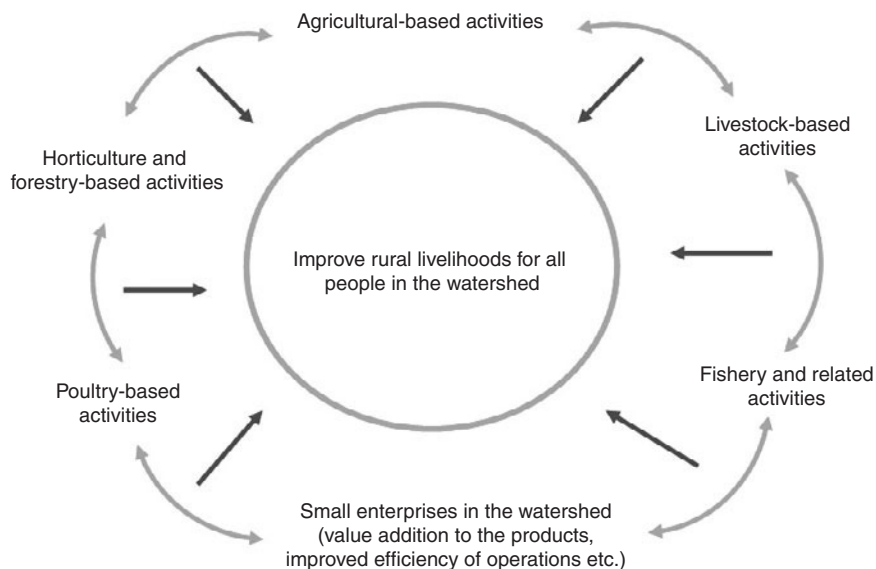 Agricultural-based activities
Livestock-based
activities
Horticulture and
forestry-based activities
Improve rural livelihoods for all
people in the watershed
Fishery and related
activities
Poultry-based
activities
Small enterprises in the watershed
(value addition to the products,
improved efficiency of operations etc.)